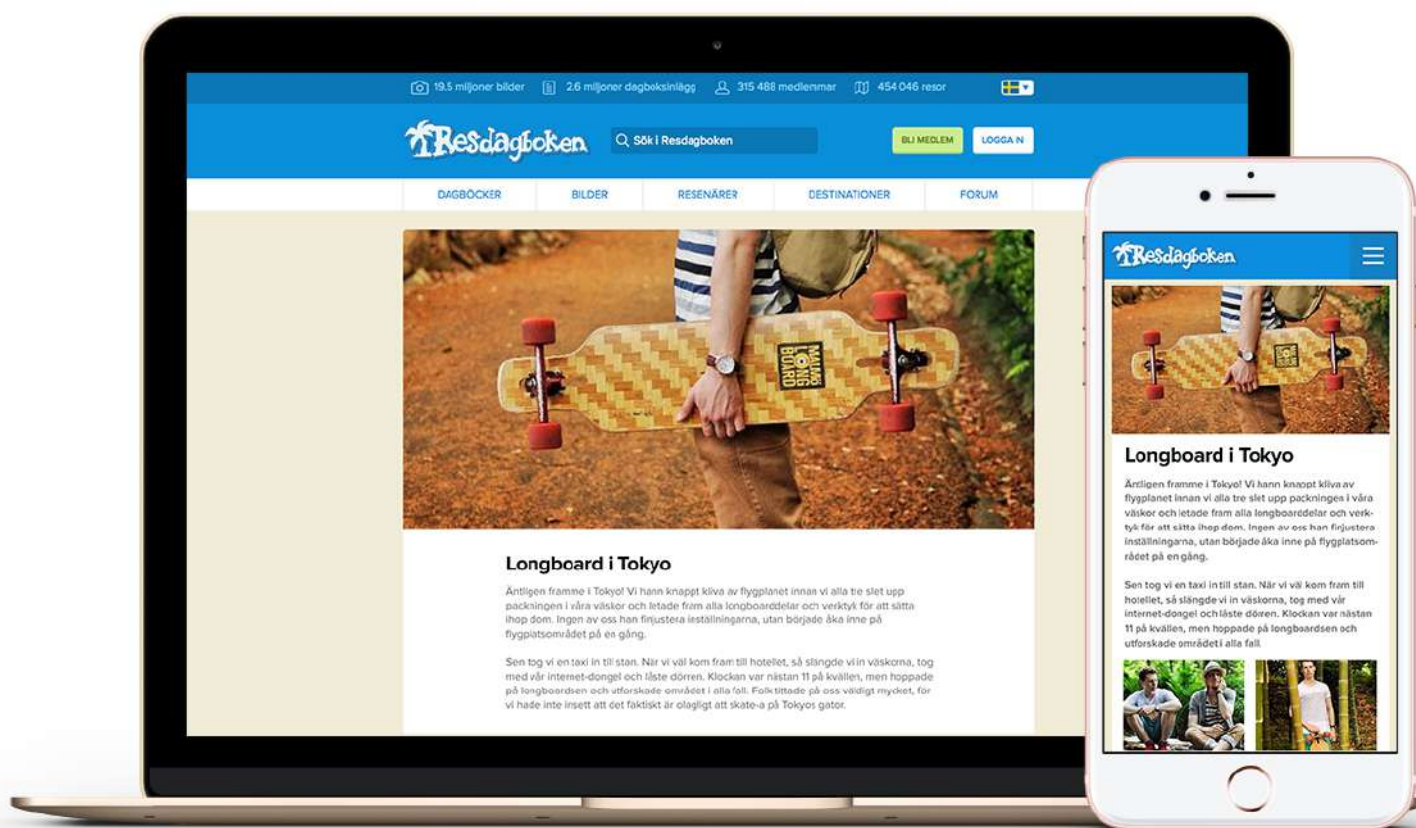 19.5 miljoner bilder 2.6 miljoner dagboksinlägg 315 488 medlemmar 454 046 resor
Resdagboken Sök i Resdagboken BLI MEDLEM LOGGA IN
DAGBÖCKER BILDER RESENÄRER DESTINATIONER FORUM
MALMÖ
LONG
BOARD
Longboard i Tokyo
Äntligen framme i Tokyo! Vi hann knappt kliva av flygplanet innan vi alla tre slet upp
packningen i våra väskor och letade fram alla longboarddelar och verktyk för att sätta
ihop dom. Ingen av oss han finjustera inställningarna, utan började åka inne på
flygplatsområdet på en gång.
Sen tog vi en taxi in till stan. När vi väl kom fram till hotellet, så slängde vi in väskorna, tog
med vår internet-dongel och låste dörren. Klockan var nästan 11 på kvällen, men hoppade
på longboardsen och utforskade området i alla fall. Folk tittade på oss väldigt mycket, för
vi hade inte insett att det faktiskt är olagligt att skate-a på Tokyos gator.
Resdagboken
Longboard i Tokyo
Äntligen framme i Tokyo! Vi hann knappt kliva av
flygplanet innan vi alla tre slet upp packningen i våra
väskor och letade fram alla longboarddelar och verk-
tyk för att sätta ihop dom. Ingen av oss han finjustera
inställningarna, utan började åka inne på flygplatsom-
rådet på en gång.
Sen tog vi en taxi in till stan. När vi väl kom fram till
hotellet, så slängde vi in väskorna, tog med vår
internet-dongel och låste dörren. Klockan var nästan
11 på kvällen, men hoppade på longboardsen och
utforskade området i alla fall